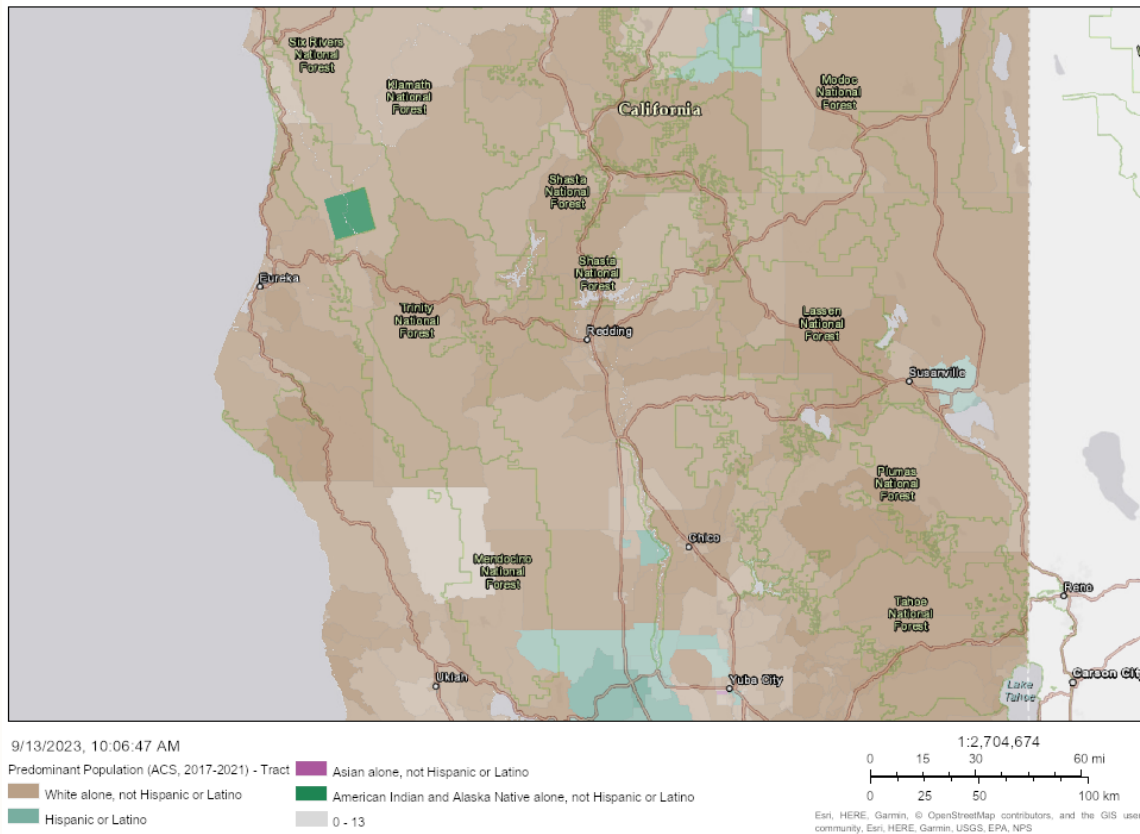 Six Rivers
National
Forest
Klamath
National
Forest
Modoc
National
Forest
California
Shasta
National
Forest
Shasta
National
Forest
Eureka
Trinity
National
Forest
Redding
Lassen
National
Forest
Susanville
Plumas
National
Forest
Chico
Mendocino
National
Forest
Reno
Tahoe
National
Forest
Ukiah
Yuba City
Lake
Tahoe
Carson City
9/13/2023, 10:06:47 AM
Predominant Population (ACS, 2017-2021) - Tract
White alone, not Hispanic or Latino
Hispanic or Latino
Asian alone, not Hispanic or Latino
American Indian and Alaska Native alone, not Hispanic or Latino
0 - 13
1:2,704,674
0 15 30 60 mi
0 25 50 100 km
Esri, HERE, Garmin, © OpenStreetMap contributors, and the GIS user
community, Esri, HERE, Garmin, USGS, EPA, NPS